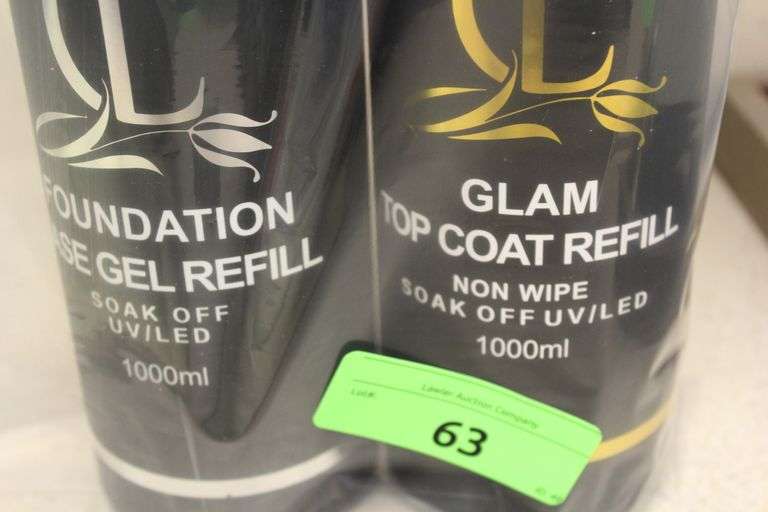 L
FOUNDATION
ASE GEL REFILL
SOAK OFF
UV/LED
1000ml
L
GLAM
TOP COAT REFILL
NON WIPE
SOAK OFF UV/LED
1000ml
Lawler Auction Company
Lot#:
63